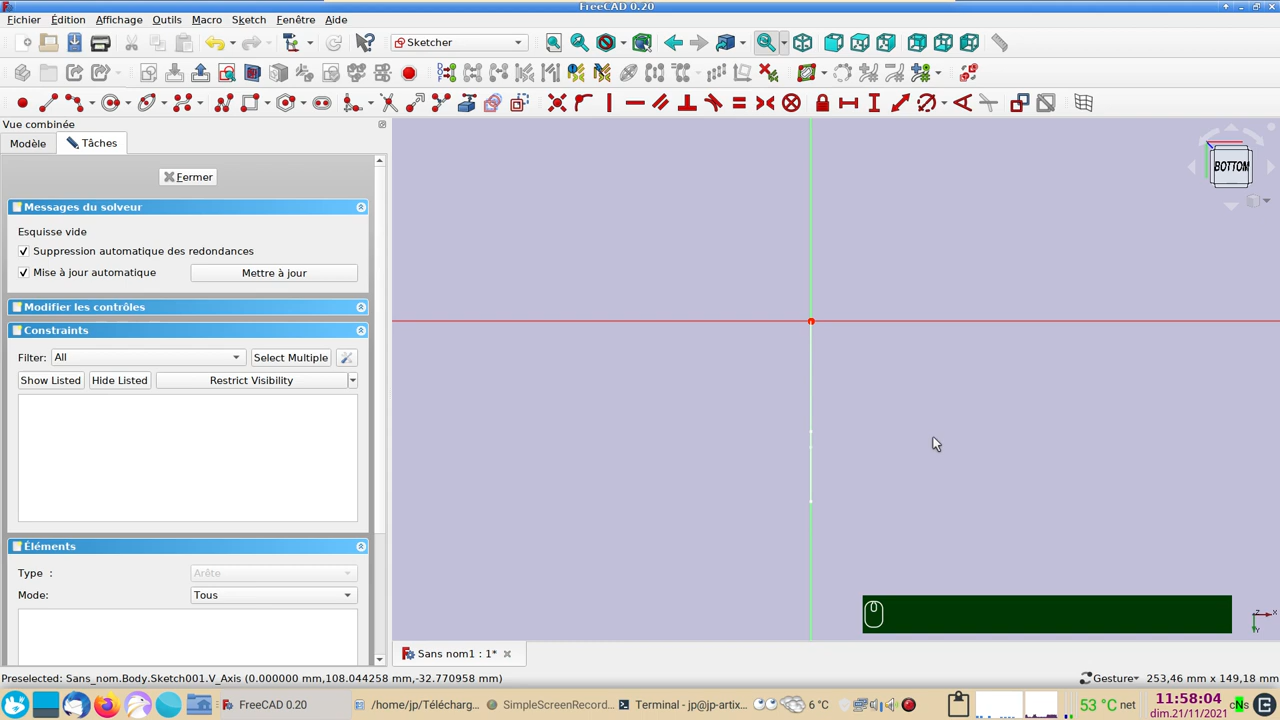 FreeCAD 0.20
Fichier Édition Affichage Outils Macro Sketch Fenêtre Aide
Sketcher
Vue combinée
Modèle Tâches
Fermer
Messages du solveur
Esquisse vide
Suppression automatique des redondances
Mise à jour automatique Mettre à jour
Modifier les contrôles
Constraints
Filter: All Select Multiple
Show Listed Hide Listed Restrict Visibility
Éléments
Type : Arête
Mode: Tous
BOTTOM
Z X
Y
Sans nom1 : 1*
Preselected: Sans_nom.Body.Sketch001.V_Axis (0.000000 mm,108.044258 mm,-32.770958 mm) Gesture 253,46 mm x 149,18 mm
FreeCAD 0.20 /home/jp/Télécharg... SimpleScreenRecord... Terminal - jp@jp-artix... 6 °C 53 °C net 11:58:04 cNs
dim.21/11/2021